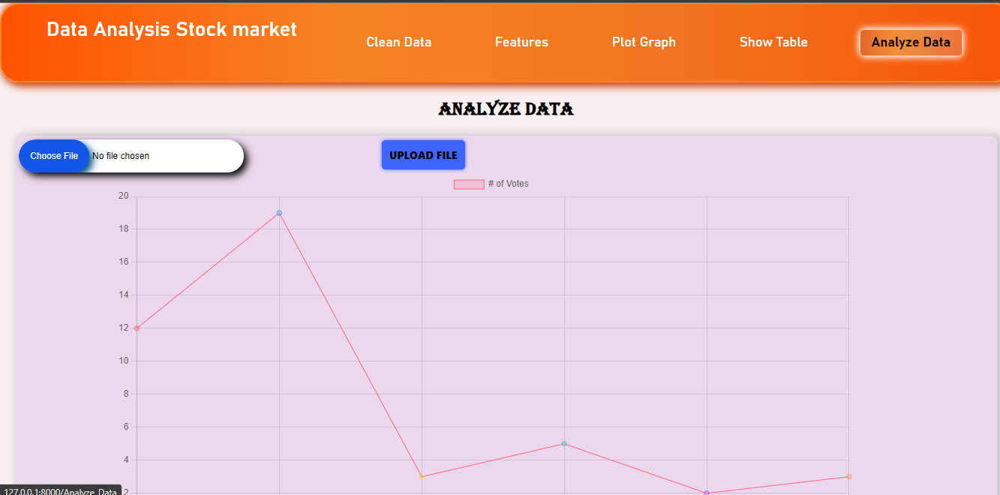 Data Analysis Stock market
Clean Data
Features
Plot Graph
Show Table
Analyze Data
ANALYZE DATA
Choose File
No file chosen
UPLOAD FILE
# of Votes
20
18
16
14
12
10
8
6
4
2
127.0.0.1:8000/Analyze_Data